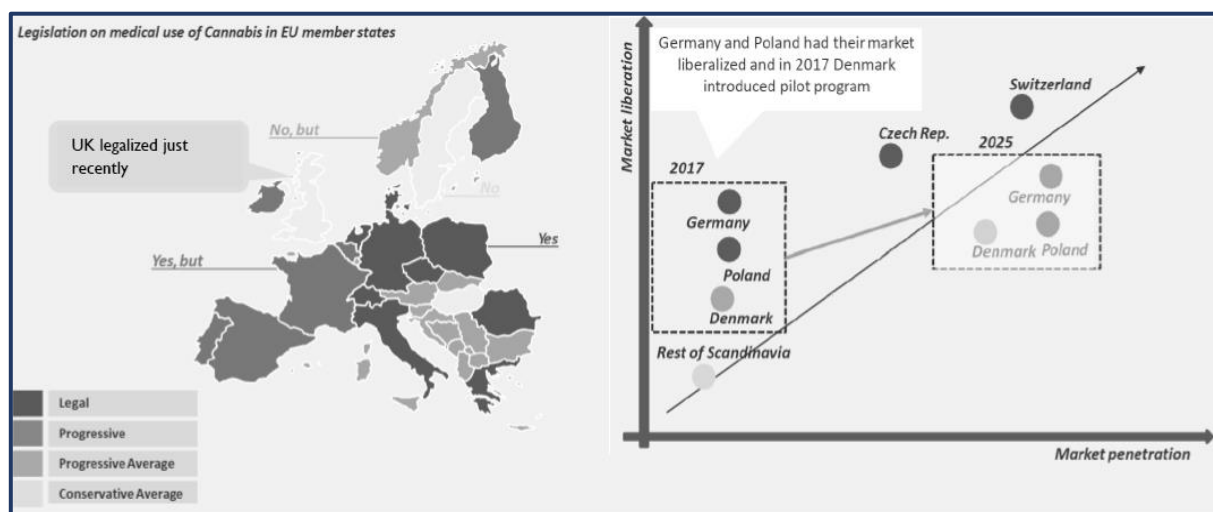 Legislation on medical use of Cannabis in EU member states
UK legalized just
recently
No, but
No
Yes
Yes, but
Legal
Progressive
Progressive Average
Conservative Average
Market liberation
Germany and Poland had their market
liberalized and in 2017 Denmark
introduced pilot program
Switzerland
Czech Rep.
2017
2025
Germany
Poland
Denmark
Germany
Denmark
Poland
Rest of Scandinavia
Market penetration